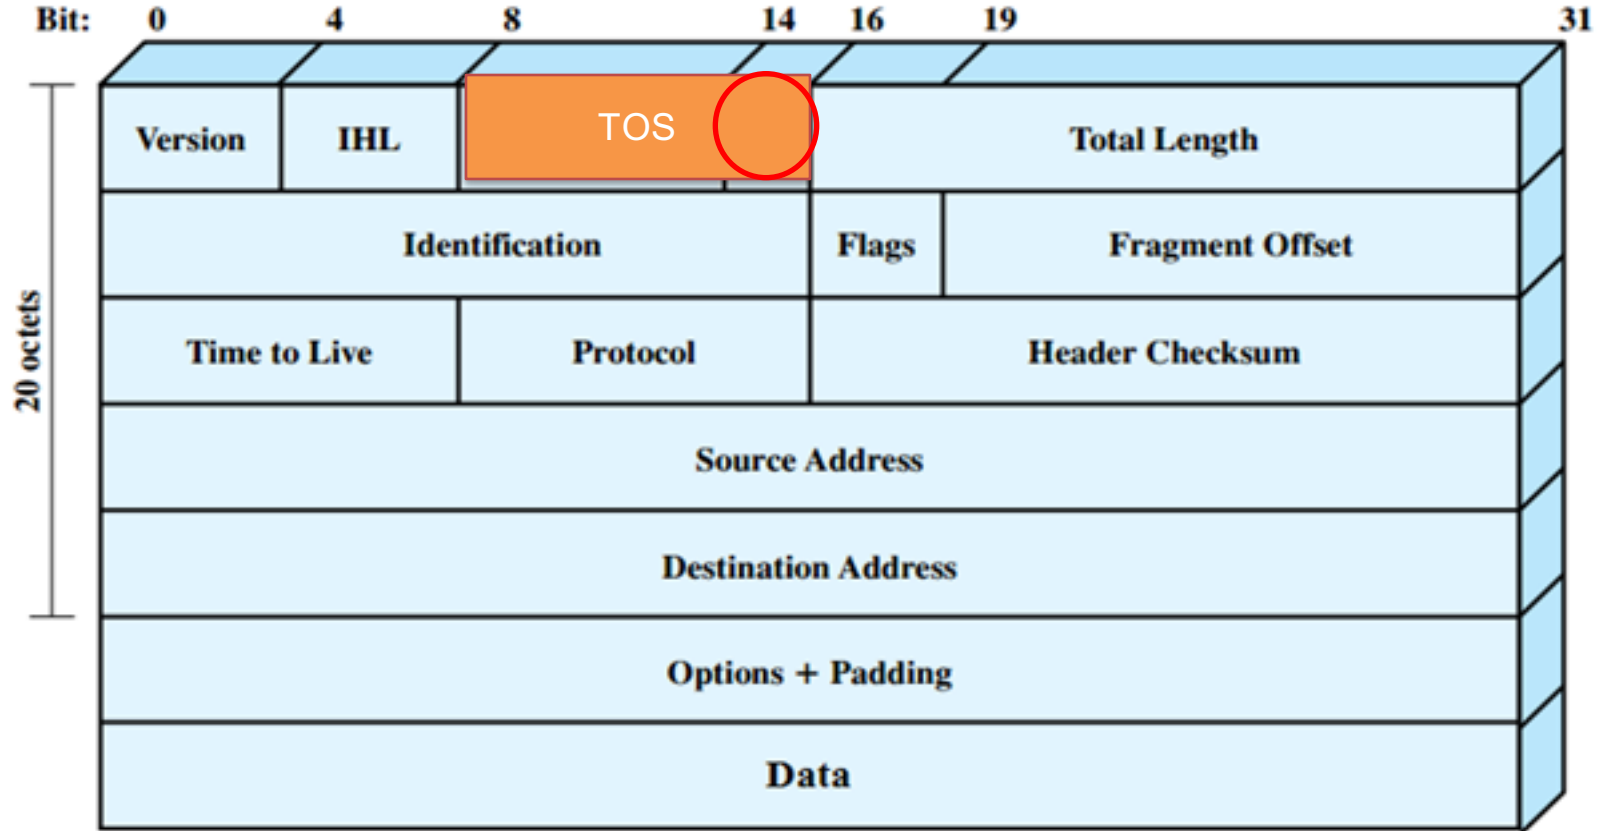 Bit: 0 4 8 14 16 19 31
Version IHL TOS Total Length
Identification Flags Fragment Offset
Time to Live Protocol Header Checksum
Source Address
Destination Address
Options + Padding
Data
20 octets